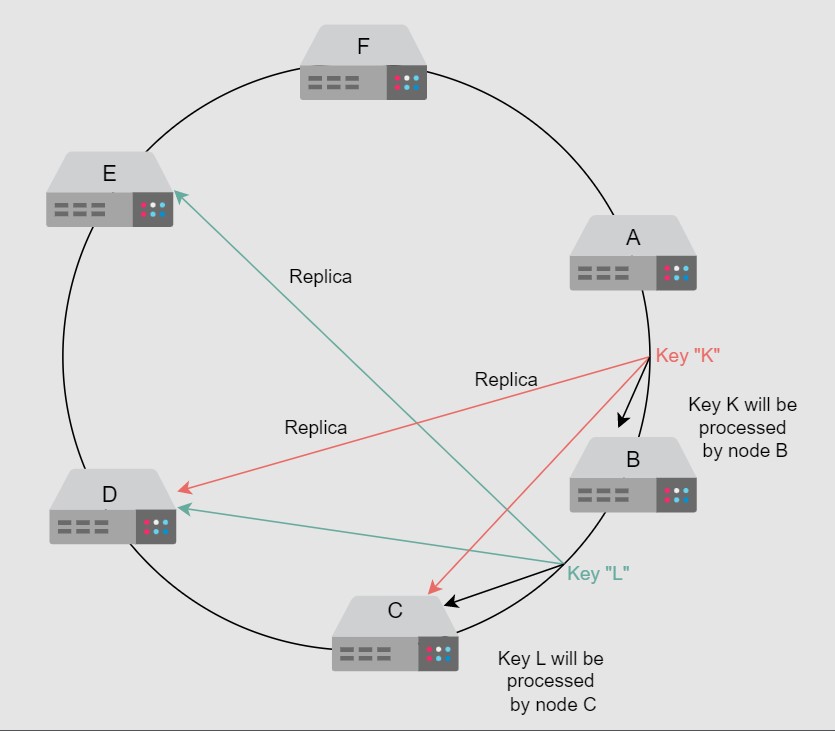 F
E
A
Replica
Key "K"
Replica
Key K will be
processed
by node B
Replica
B
D
Key "L"
C
Key L will be
processed
by node C